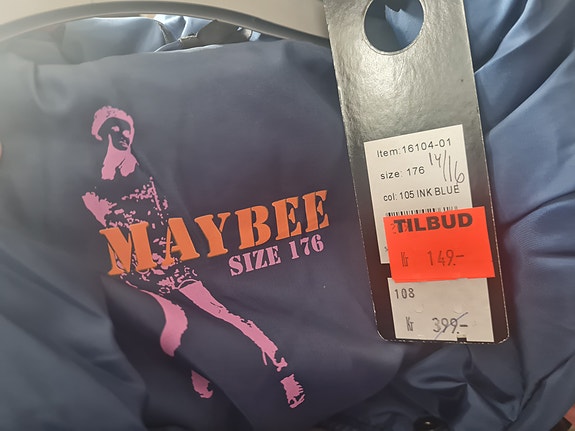 MAYBEE
SIZE 176
Item:16104-01
size: 176 14/16
col: 105 INK BLUE
TILBUD
Kr 149.-
108
Kr 399.-